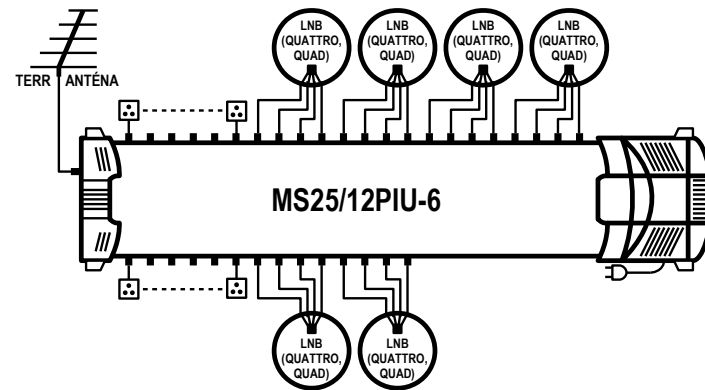 LNB
(QUATTRO,
QUAD)
LNB
(QUATTRO,
QUAD)
LNB
(QUATTRO,
QUAD)
LNB
(QUATTRO,
QUAD)
TERR ANTÉNA
MS25/12PIU-6
LNB
(QUATTRO,
QUAD)
LNB
(QUATTRO,
QUAD)